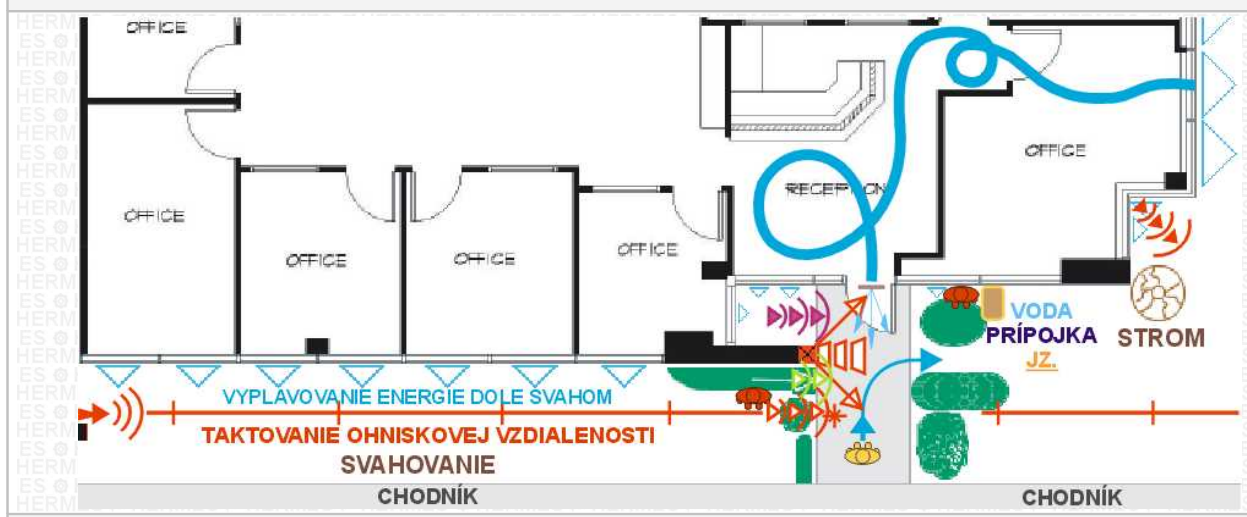 OFFICE
OFFICE
OFFICE
RECEPTION
OFFICE
OFFICE
OFFICE
OFFICE
VODA
PRÍPOJKA
JZ.
STROM
VYPLAVOVANIE ENERGIE DOLE SVAHOM
TAKTOVANIE OHNISKOVEJ VZDIALENOSTI
SVAHOVANIE
CHODNÍK
CHODNÍK